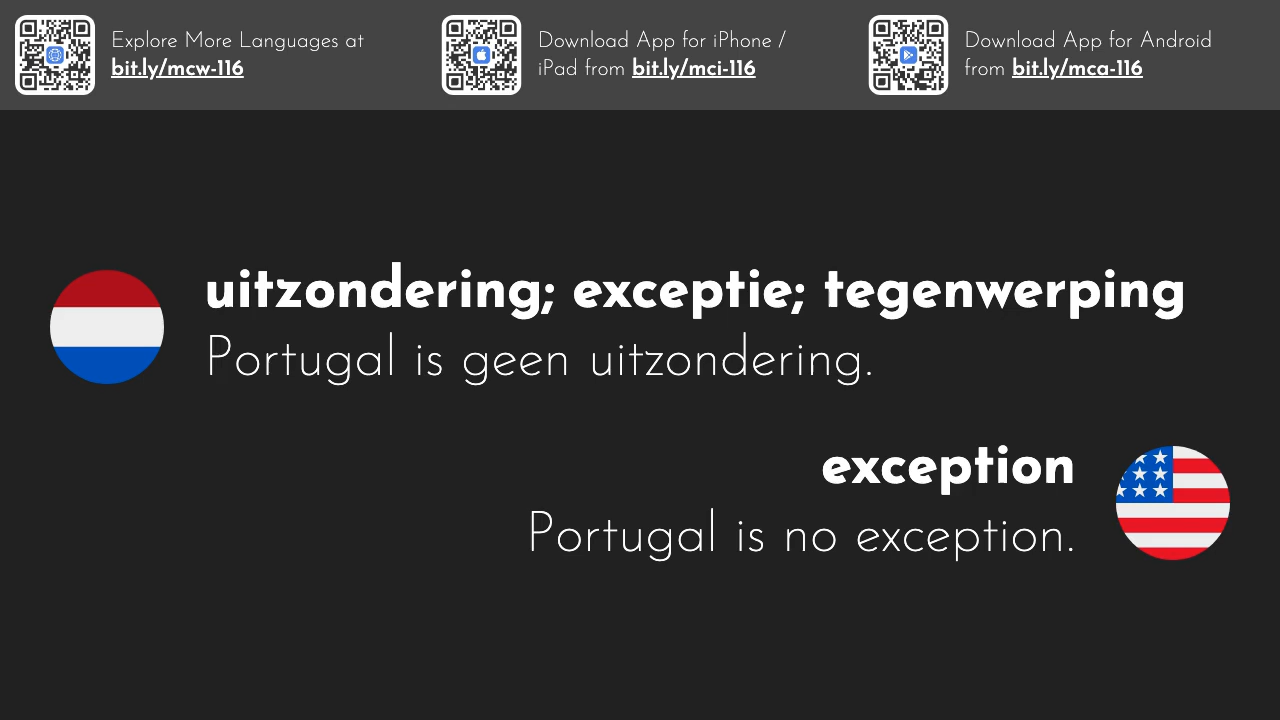 Explore More Languages at
bit.ly/mcw-116
Download App for iPhone /
iPad from bit.ly/mci-116
Download App for Android
from bit.ly/mca-116
uitzondering; exceptie; tegenwerping
Portugal is geen uitzondering.
exception
Portugal is no exception.